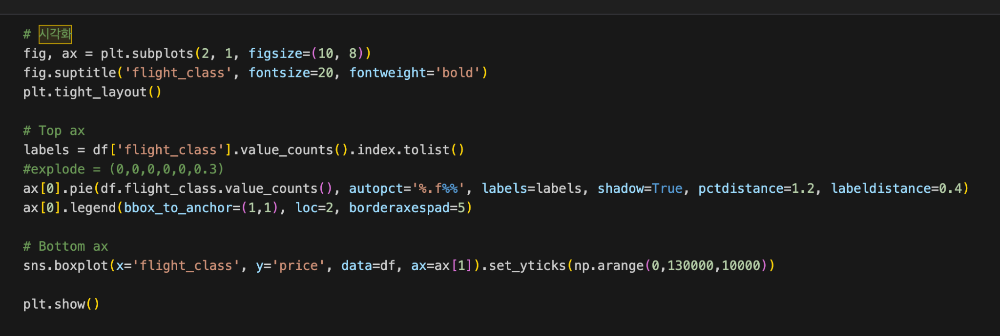 # 시각화
fig, ax = plt.subplots(2, 1, figsize=(10, 8))
fig.suptitle('flight_class', fontsize=20, fontweight='bold')
plt.tight_layout()
# Top ax
labels = df['flight_class'].value_counts().index.tolist()
#explode = (0,0,0,0,0,0.3)
ax[0].pie(df.flight_class.value_counts(), autopct='%.f%%', labels=labels, shadow=True, pctdistance=1.2, labeldistance=0.4)
ax[0].legend(bbox_to_anchor=(1,1), loc=2, borderaxespad=5)
# Bottom ax
sns.boxplot(x='flight_class', y='price', data=df, ax=ax[1]).set_yticks(np.arange(0,130000,10000))
plt.show()